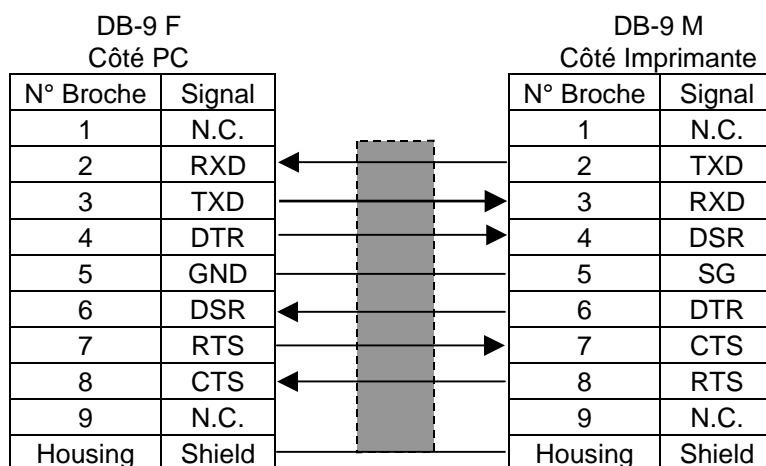 DB-9 F DB-9 M
Côté PC Côté Imprimante
N° Broche Signal N° Broche Signal
1 N.C. 1 N.C.
2 RXD 2 TXD
3 TXD 3 RXD
4 DTR 4 DSR
5 GND 5 SG
6 DSR 6 DTR
7 RTS 7 CTS
8 CTS 8 RTS
9 N.C. 9 N.C.
Housing Shield Housing Shield